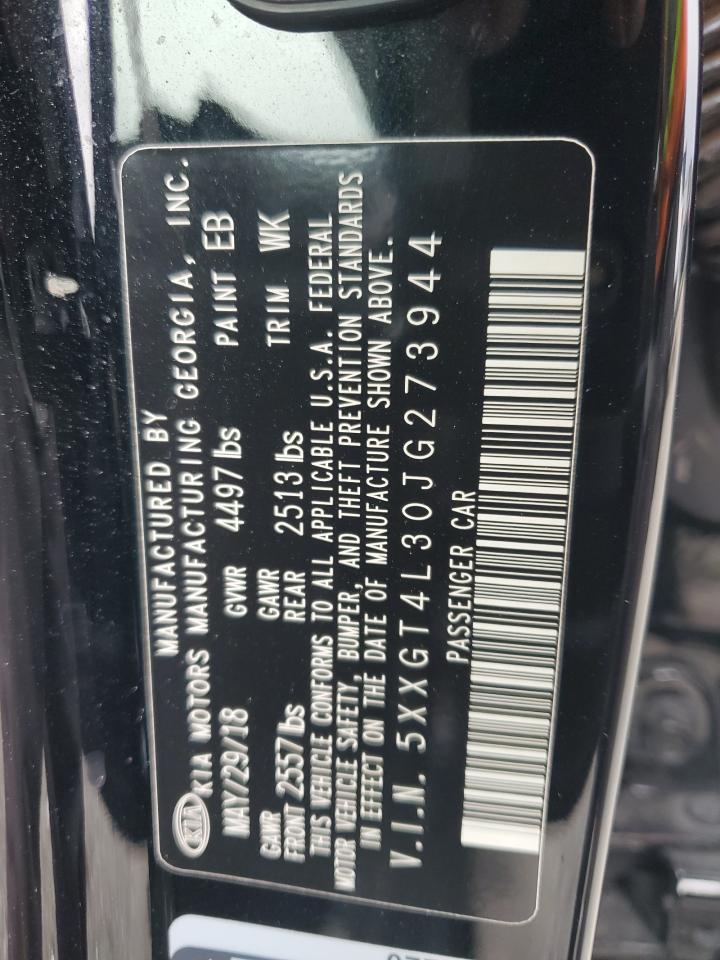 MANUFACTURED BY
KIA KIA MOTORS MANUFACTURING GEORGIA, INC.
MAY/29/18 GVWR 4497 lbs PAINT EB
GAWR GAWR
FRONT 2557 lbs REAR 2513 lbs TRIM WK
THIS VEHICLE CONFORMS TO ALL APPLICABLE U.S.A. FEDERAL
MOTOR VEHICLE SAFETY, BUMPER, AND THEFT PREVENTION STANDARDS
IN EFFECT ON THE DATE OF MANUFACTURE SHOWN ABOVE.
V.I.N. 5XXGT4L30JG273944
PASSENGER CAR